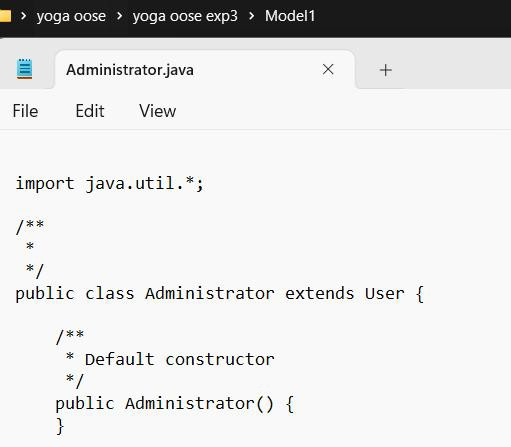 yoga oose > yoga oose exp3 > Model1
Administrator.java
File Edit View
import java.util.*;
/**
*
*/
public class Administrator extends User {
/**
* Default constructor
*/
public Administrator() {
}